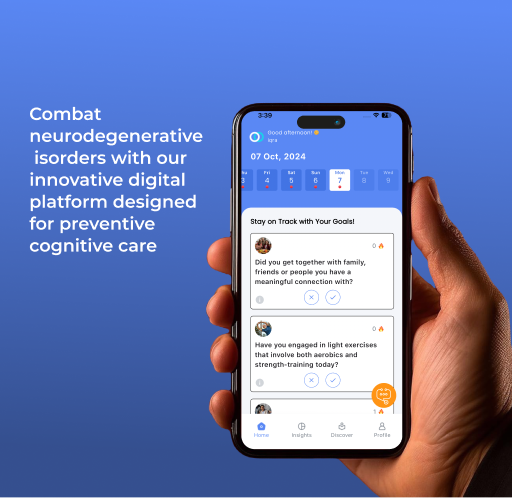 Combat
neurodegenerative
isorders with our
innovative digital
platform designed
for preventive
cognitive care
3:39
Good afternoon!
Iqra
07 Oct, 2024
hu Fri Sat Sun Mon Tue Wed
3 4 5 6 7 8 9
Stay on Track with Your Goals!
0
Did you get together with family,
friends or people you have a
meaningful connection with?
0
Have you engaged in light exercises
that involve both aerobics and
strength-training today?
1
Home Insights Discover Profile